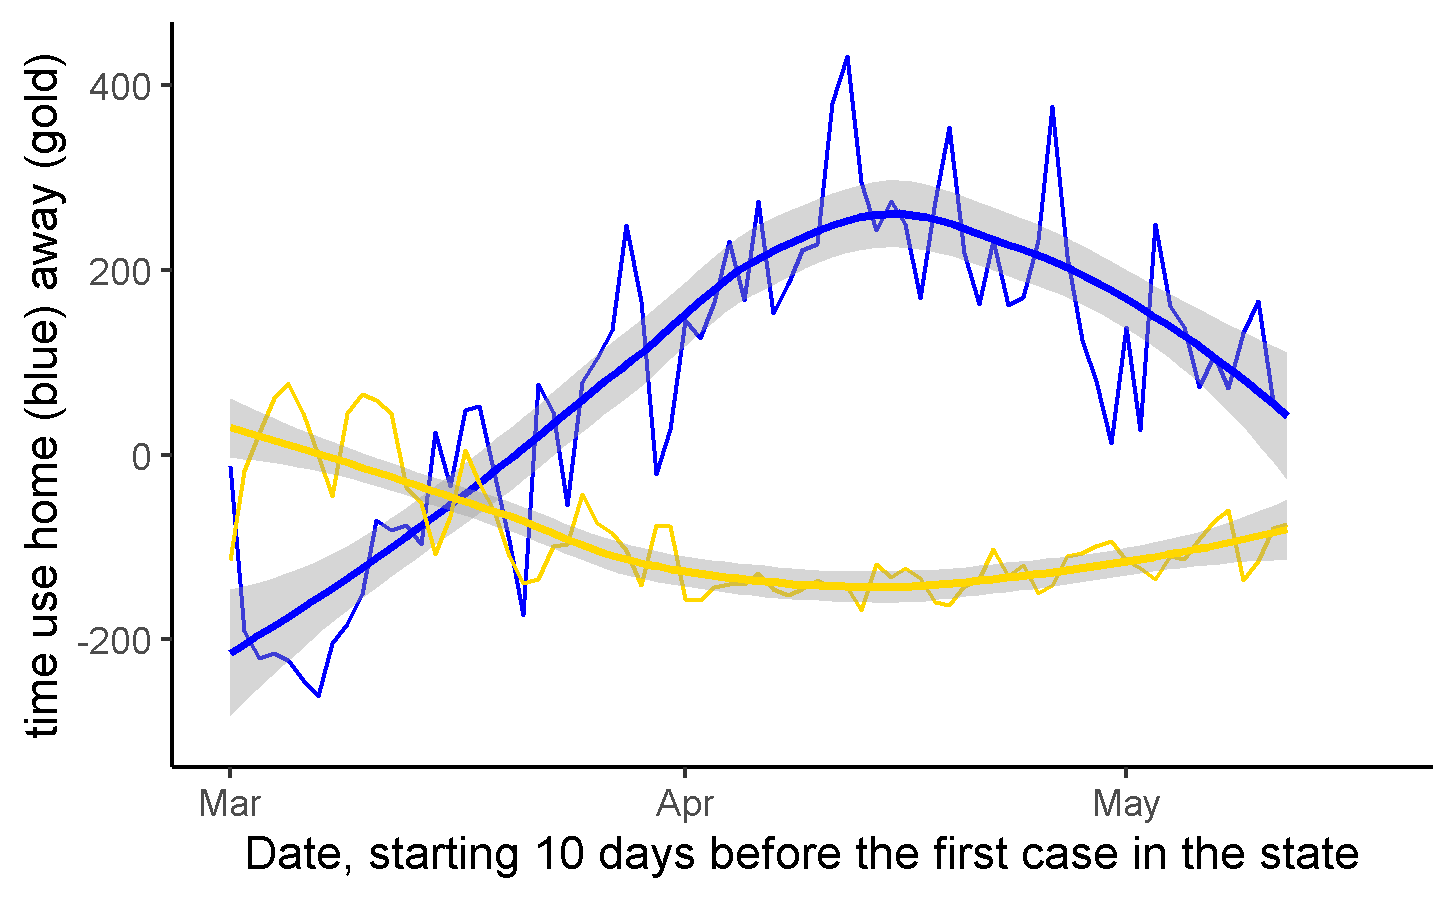 time use home (blue) away (gold)
400
200
0
-200
Mar
Apr
May
Date, starting 10 days before the first case in the state